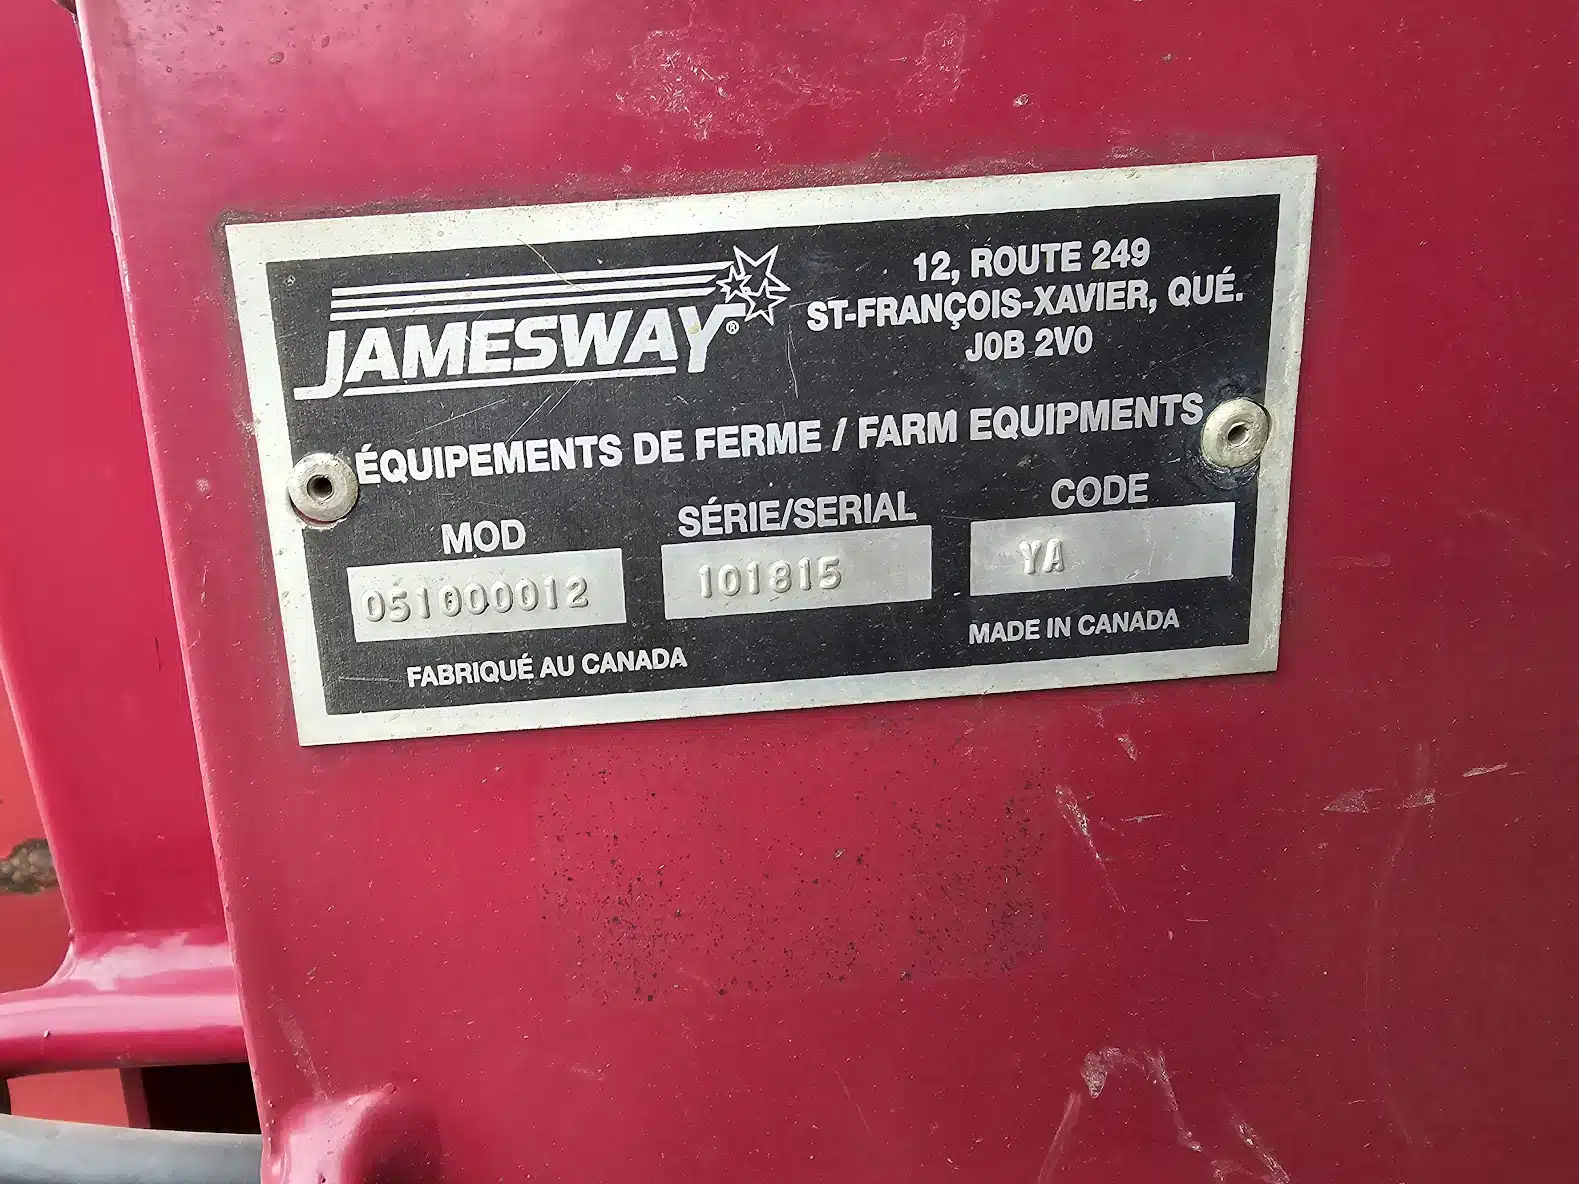 JAMESWAY®
12, ROUTE 249
ST-FRANÇOIS-XAVIER, QUÉ.
J0B 2V0
ÉQUIPEMENTS DE FERME / FARM EQUIPMENTS
MOD
SÉRIE/SERIAL
CODE
051000012
101815
YA
FABRIQUÉ AU CANADA
MADE IN CANADA